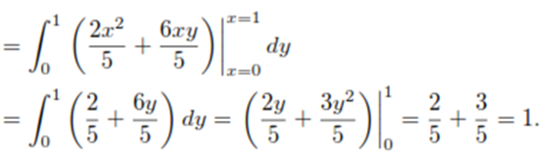 = ∫₀¹ (2x²/5 + 6xy/5)|ₓ₌₀ˣ⁼¹ dy
= ∫₀¹ (2/5 + 6y/5) dy = (2y/5 + 3y²/5)|₀¹ = 2/5 + 3/5 = 1.